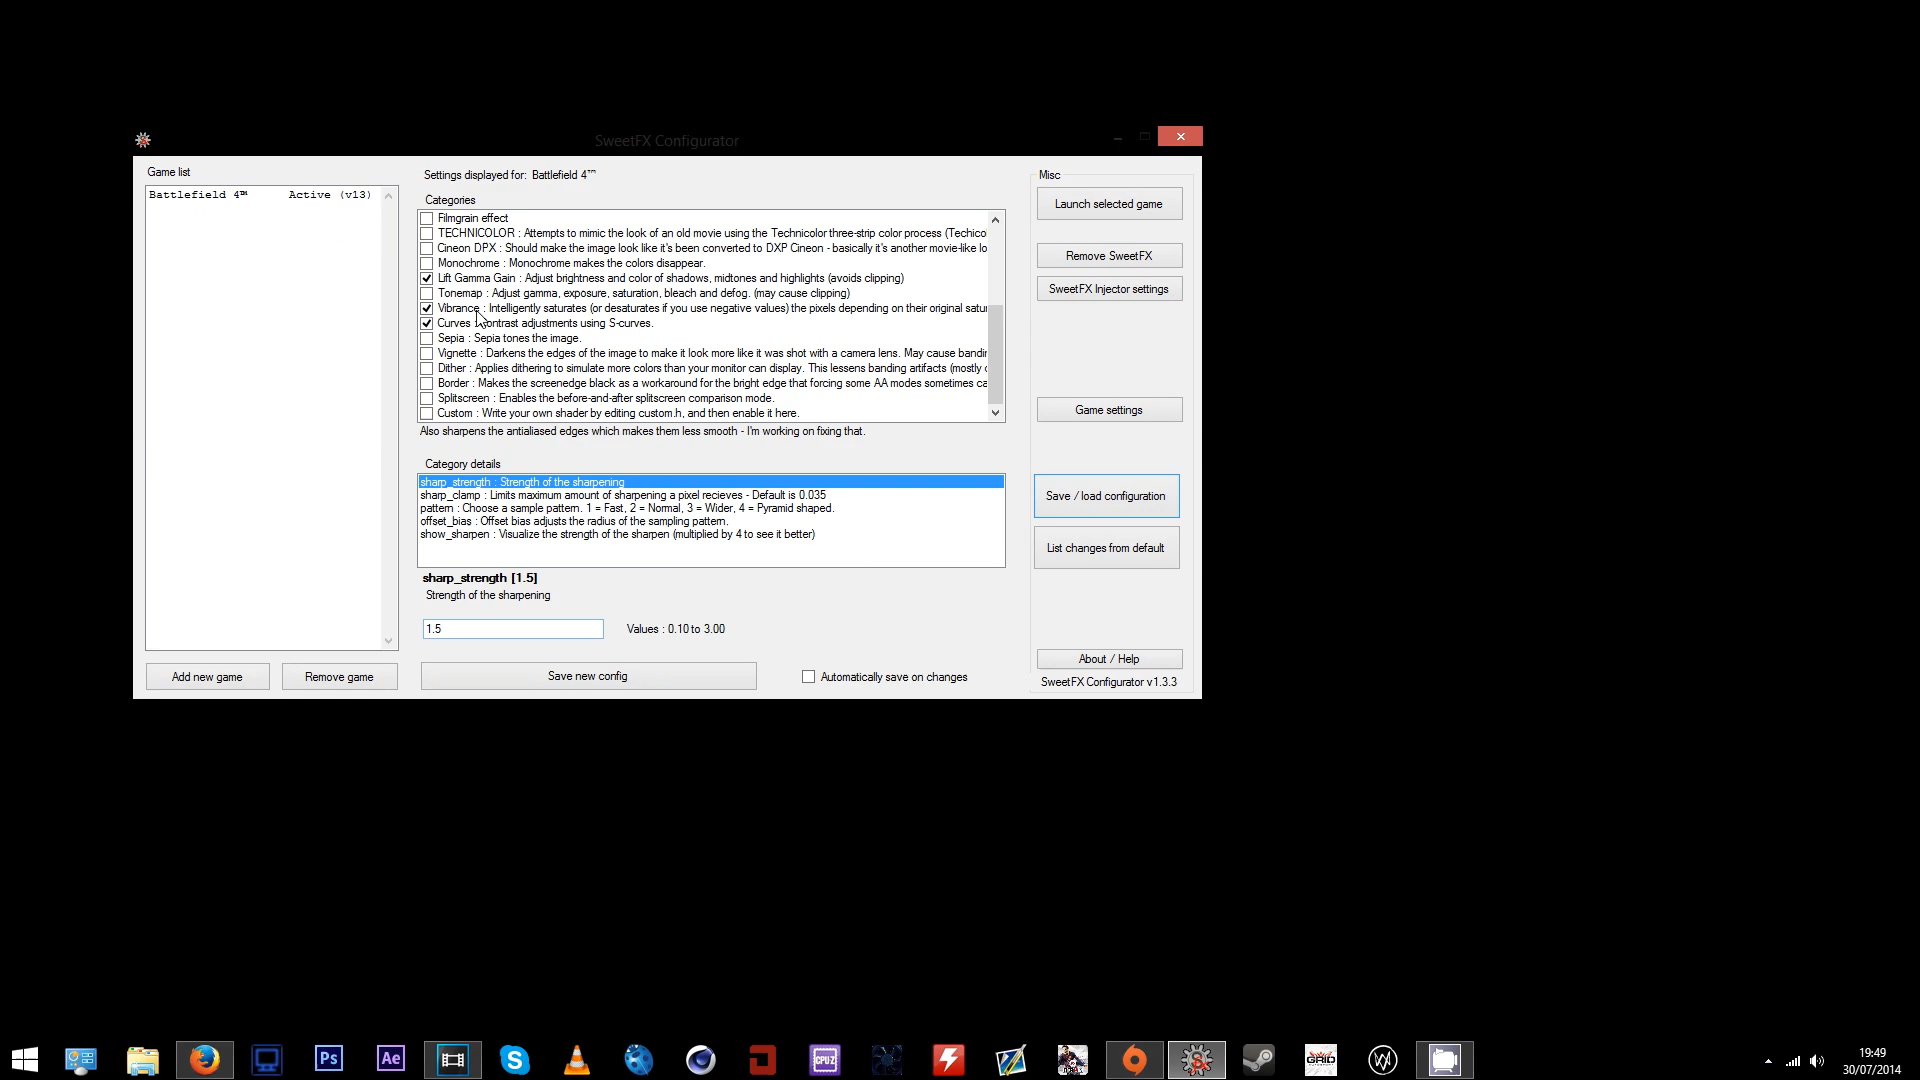 SweetFX Configurator
Game list
Battlefield 4™ Active (v13)
Add new game
Remove game
Settings displayed for: Battlefield 4™
Categories
Filmgrain effect
TECHNICOLOR : Attempts to mimic the look of an old movie using the Technicolor three-strip color process (Techico
Cineon DPX : Should make the image look like it's been converted to DXP Cineon - basically it's another movie-like lo
Monochrome : Monochrome makes the colors disappear.
Lift Gamma Gain : Adjust brightness and color of shadows, midtones and highlights (avoids clipping)
Tonemap : Adjust gamma, exposure, saturation, bleach and defog. (may cause clipping)
Vibrance : Intelligently saturates (or desaturates if you use negative values) the pixels depending on their original satur
Curves : Contrast adjustments using S-curves.
Sepia : Sepia tones the image.
Vignette : Darkens the edges of the image to make it look more like it was shot with a camera lens. May cause bandir
Dither : Applies dithering to simulate more colors than your monitor can display. This lessens banding artifacts (mostly c
Border : Makes the screenedge black as a workaround for the bright edge that forcing some AA modes sometimes ca
Splitscreen : Enables the before-and-after splitscreen comparison mode.
Custom : Write your own shader by editing custom.h, and then enable it here.
Also sharpens the antialiased edges which makes them less smooth - I'm working on fixing that.
Category details
sharp_strength : Strength of the sharpening
sharp_clamp : Limits maximum amount of sharpening a pixel recieves - Default is 0.035
pattern : Choose a sample pattern. 1 = Fast, 2 = Normal, 3 = Wider, 4 = Pyramid shaped.
offset_bias : Offset bias adjusts the radius of the sampling pattern.
show_sharpen : Visualize the strength of the sharpen (multiplied by 4 to see it better)
sharp_strength [1.5]
Strength of the sharpening
1.5
Values : 0.10 to 3.00
Save new config
Automatically save on changes
Misc
Launch selected game
Remove SweetFX
SweetFX Injector settings
Game settings
Save / load configuration
List changes from default
About / Help
SweetFX Configurator v1.3.3
Ps
Ae
CPUZ
GRID
19:49
30/07/2014